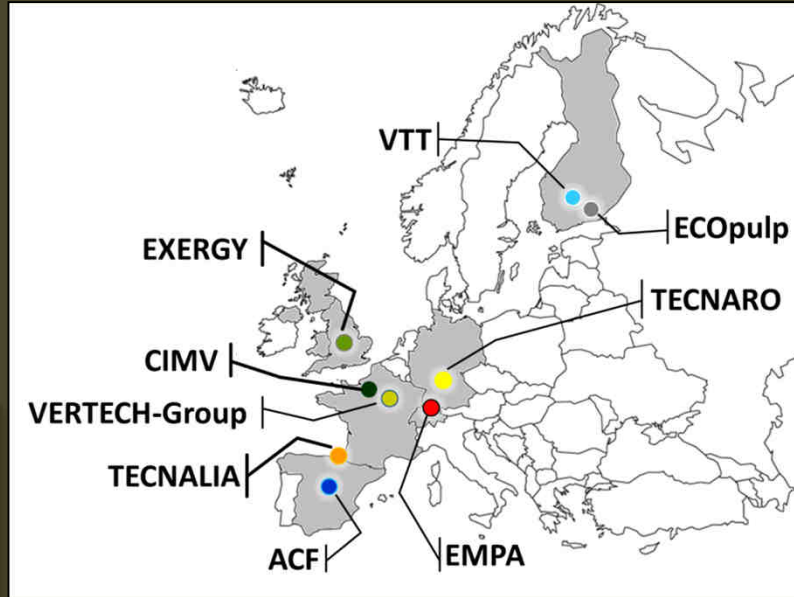 VTT
ECOpulp
EXERGY
TECNARO
CIMV
VERTECH-Group
TECNALIA
ACF
EMPA